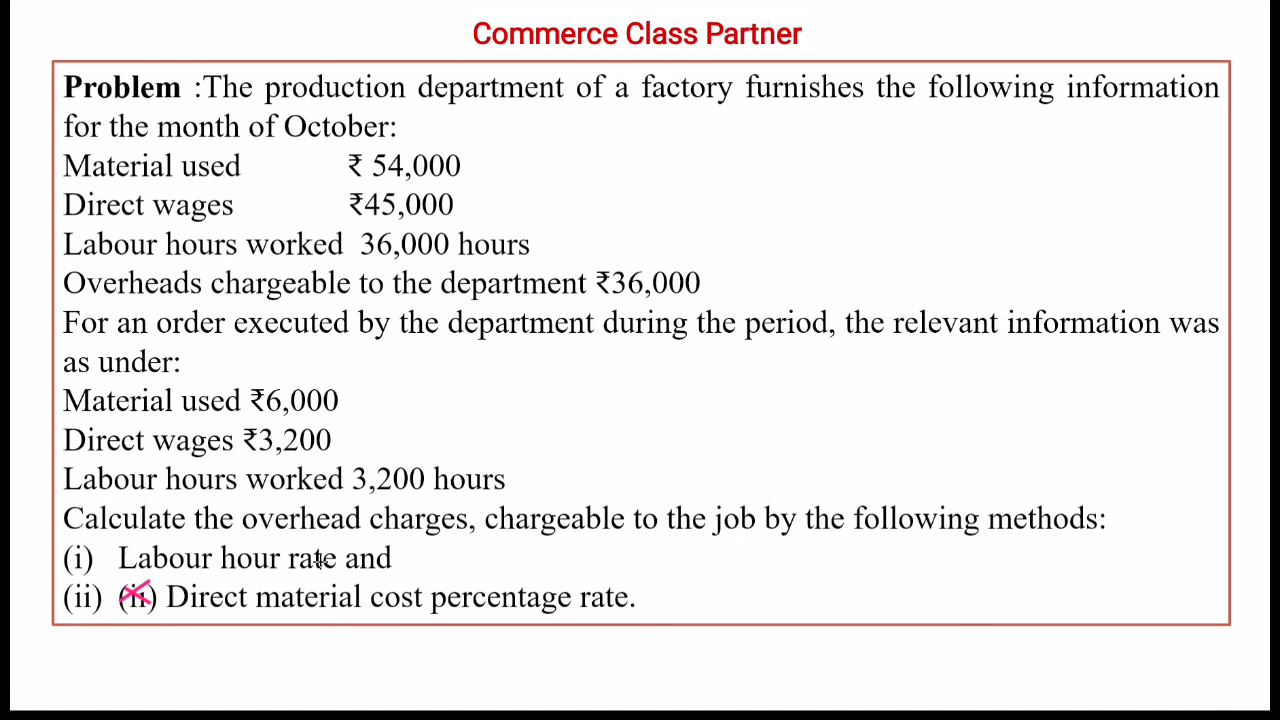 Commerce Class Partner
Problem :The production department of a factory furnishes the following information
for the month of October:
Material used ₹ 54,000
Direct wages ₹45,000
Labour hours worked 36,000 hours
Overheads chargeable to the department ₹36,000
For an order executed by the department during the period, the relevant information was
as under:
Material used ₹6,000
Direct wages ₹3,200
Labour hours worked 3,200 hours
Calculate the overhead charges, chargeable to the job by the following methods:
(i) Labour hour rate and
(ii) (ii) Direct material cost percentage rate.